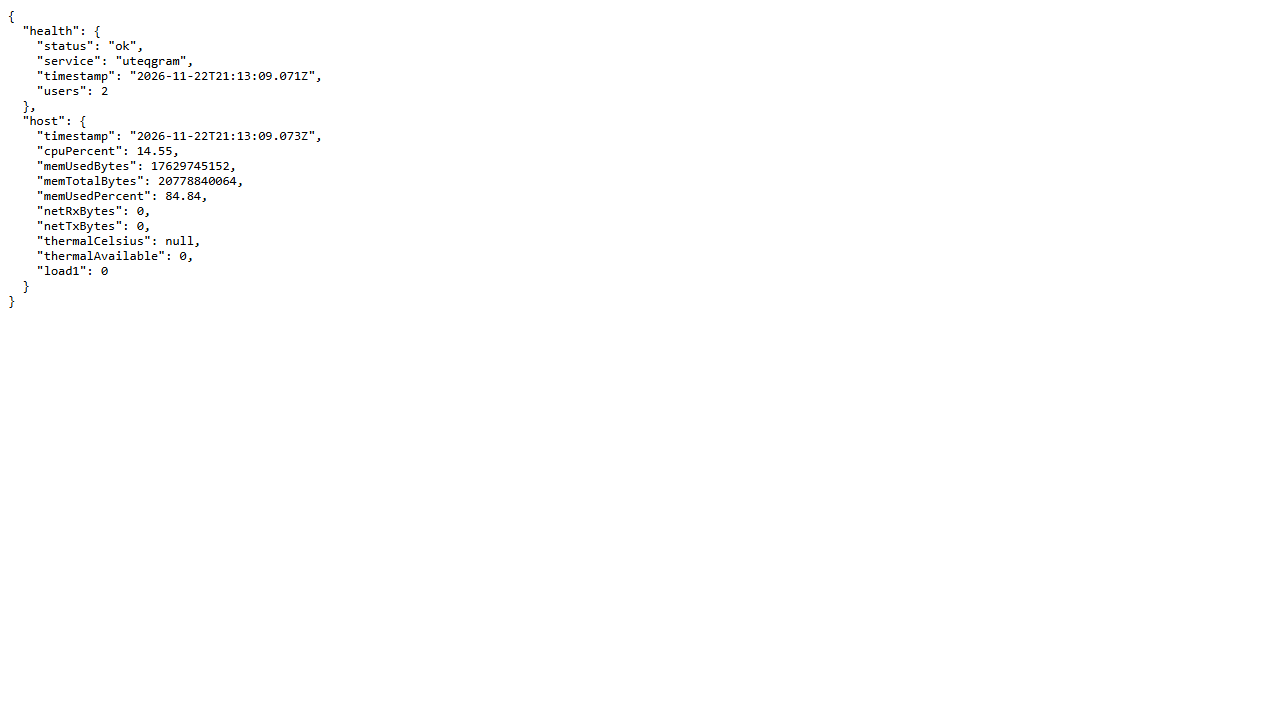 {
  "health": {
    "status": "ok",
    "service": "uteqgram",
    "timestamp": "2026-11-22T21:13:09.071Z",
    "users": 2
  },
  "host": {
    "timestamp": "2026-11-22T21:13:09.073Z",
    "cpuPercent": 14.55,
    "memUsedBytes": 17629745152,
    "memTotalBytes": 20778840064,
    "memUsedPercent": 84.84,
    "netRxBytes": 0,
    "netTxBytes": 0,
    "thermalCelsius": null,
    "thermalAvailable": 0,
    "load1": 0
  }
}